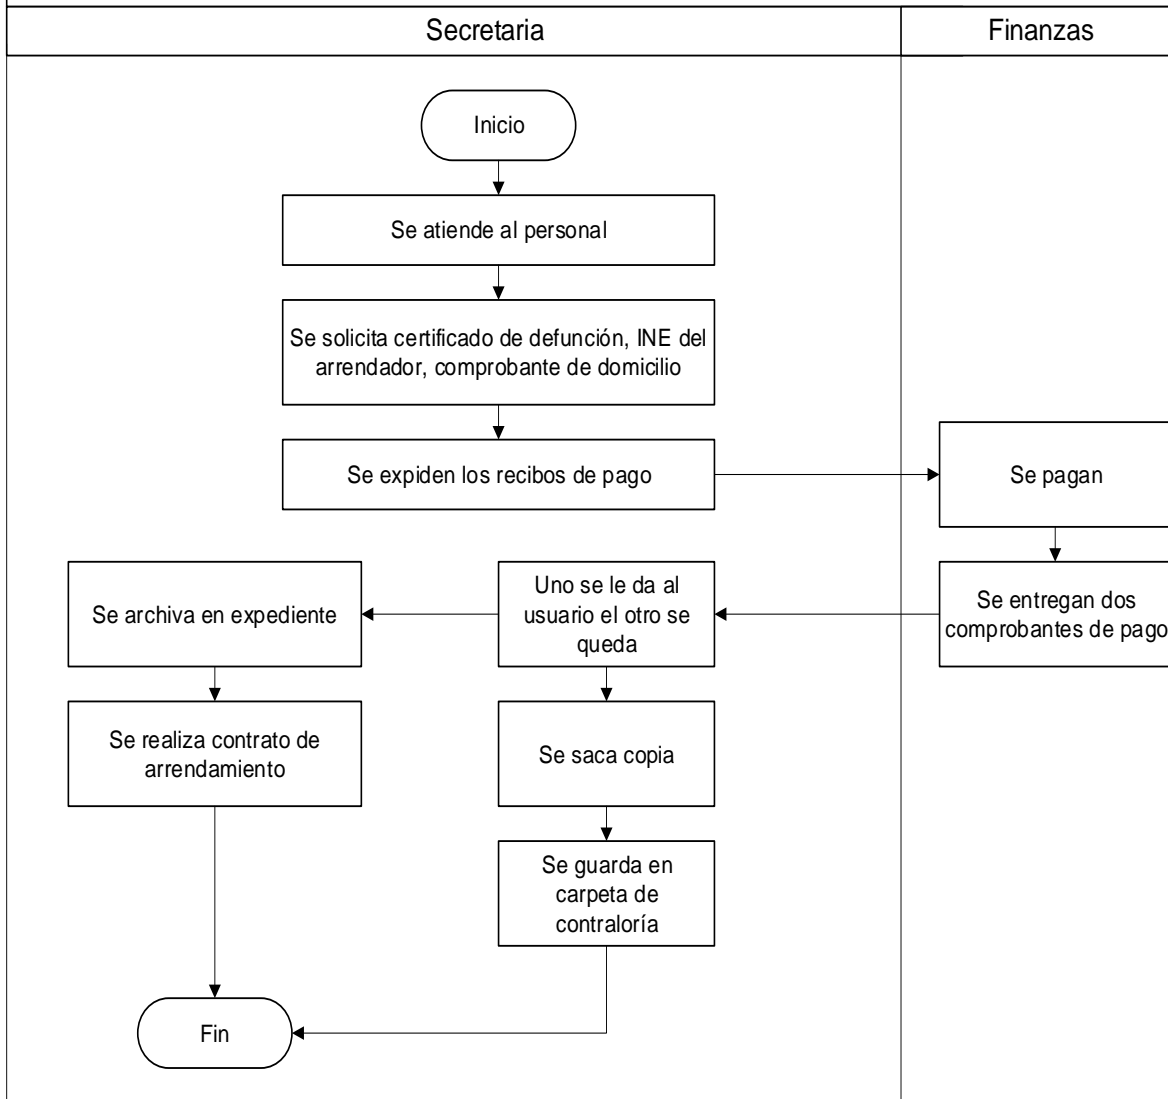 Secretaria
Finanzas
Inicio
Se atiende al personal
Se solicita certificado de defunción, INE del
arrendador, comprobante de domicilio
Se expiden los recibos de pago
Se pagan
Se entregan dos
comprobantes de pago
Uno se le da al
usuario el otro se
queda
Se archiva en expediente
Se realiza contrato de
arrendamiento
Se saca copia
Se guarda en
carpeta de
contraloría
Fin